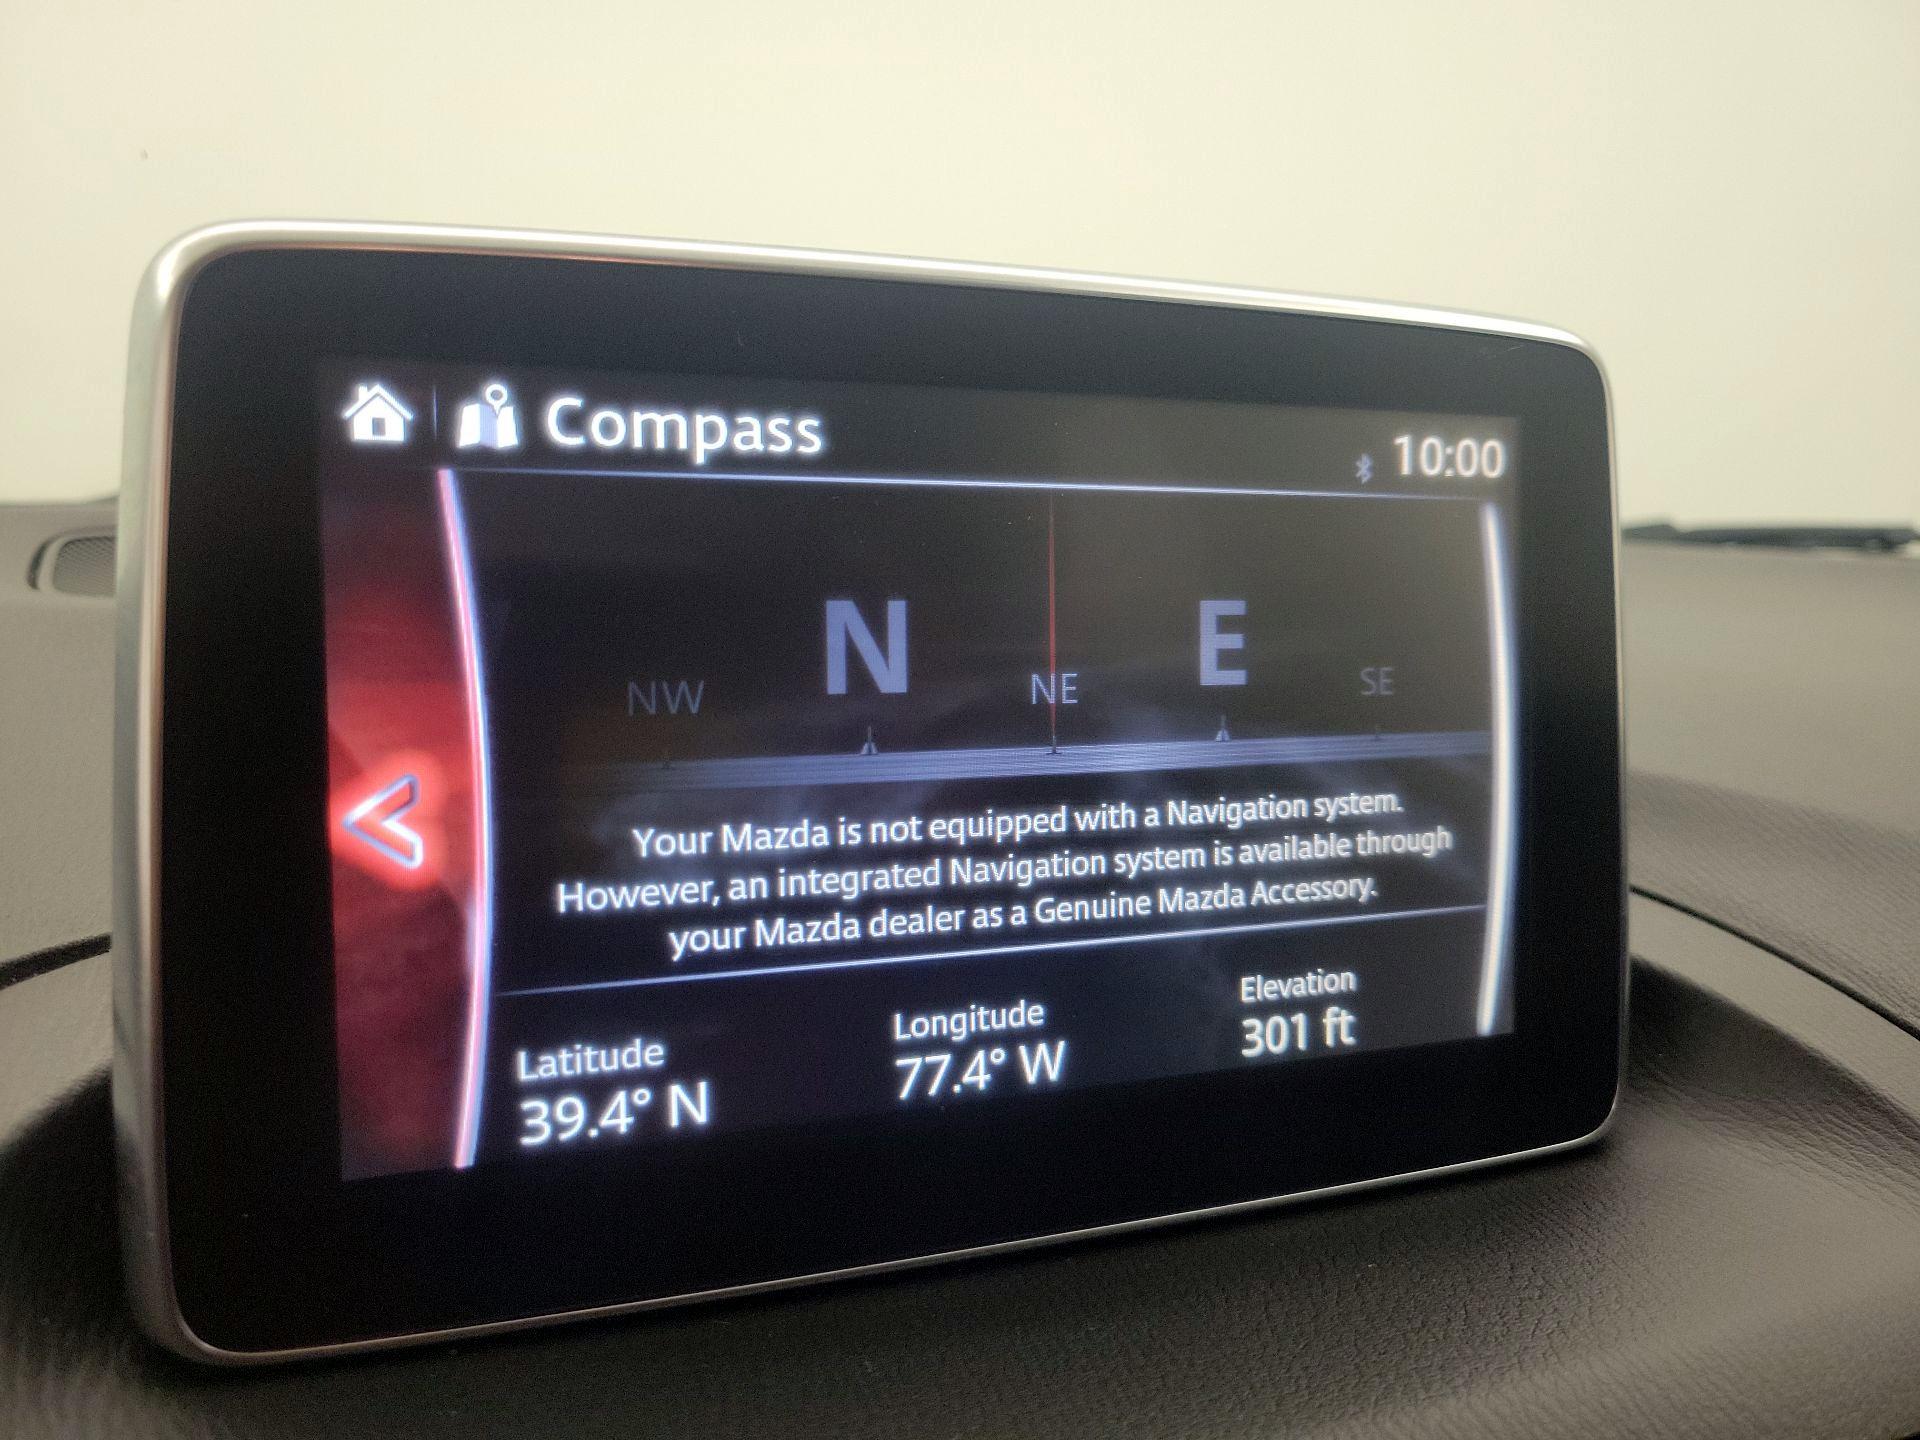 Compass
10:00
NW N NE E SE
Your Mazda is not equipped with a Navigation system.
However, an integrated Navigation system is available through
your Mazda dealer as a Genuine Mazda Accessory.
Latitude Longitude Elevation
39.4° N 77.4° W 301 ft